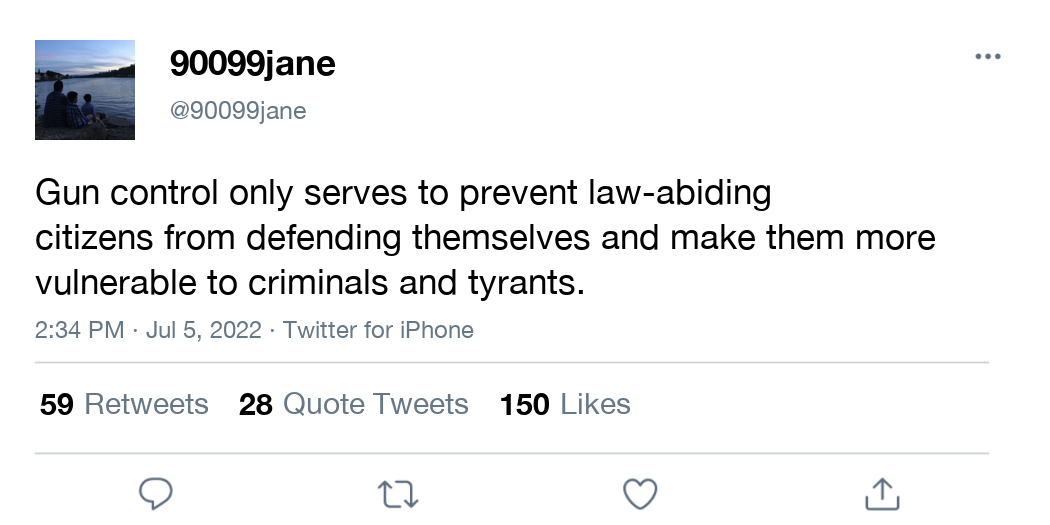 90099jane
@90099jane
Gun control only serves to prevent law-abiding
citizens from defending themselves and make them more
vulnerable to criminals and tyrants.
2:34 PM · Jul 5, 2022 · Twitter for iPhone
59 Retweets 28 Quote Tweets 150 Likes